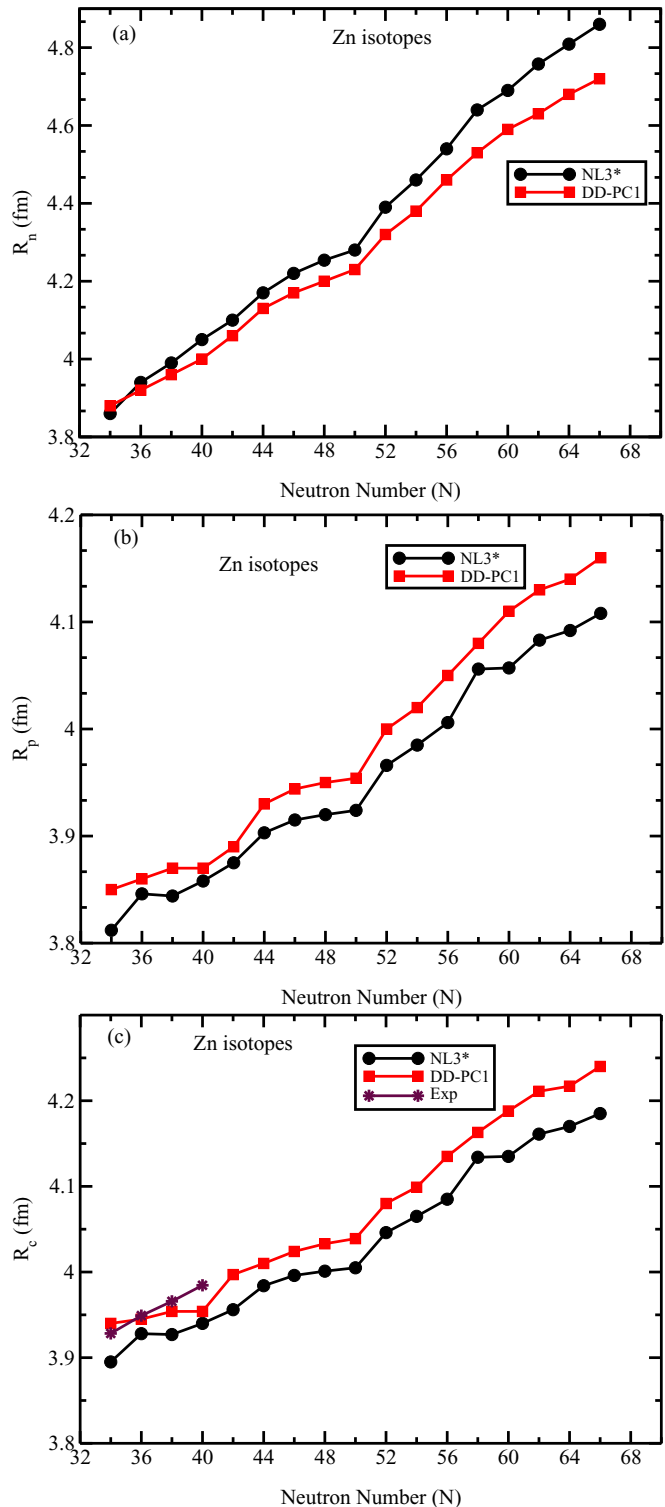 (a)
Zn isotopes
4.8
4.6
NL3*
DD-PC1
4.4
R_n (fm)
4.2
4
3.8
32 36 40 44 48 52 56 60 64 68
Neutron Number (N)
4.2
(b)
Zn isotopes
NL3*
DD-PC1
4.1
4
R_p (fm)
3.9
3.8
32 36 40 44 48 52 56 60 64 68
Neutron Number (N)
(c)
Zn isotopes
NL3*
DD-PC1
Exp
4.2
4.1
R_c (fm)
4
3.9
3.8
32 36 40 44 48 52 56 60 64 68
Neutron Number (N)